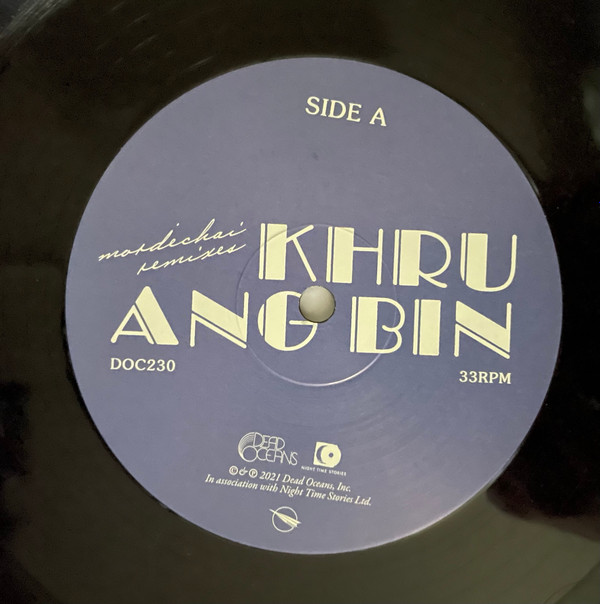 SIDE A
mordechai
remixes
KHRU
ANG BIN
DOC230
33RPM
DEAD
OCEANS
NIGHT TIME STORIES
© & ℗ 2021 Dead Oceans, Inc.
In association with Night Time Stories Ltd.